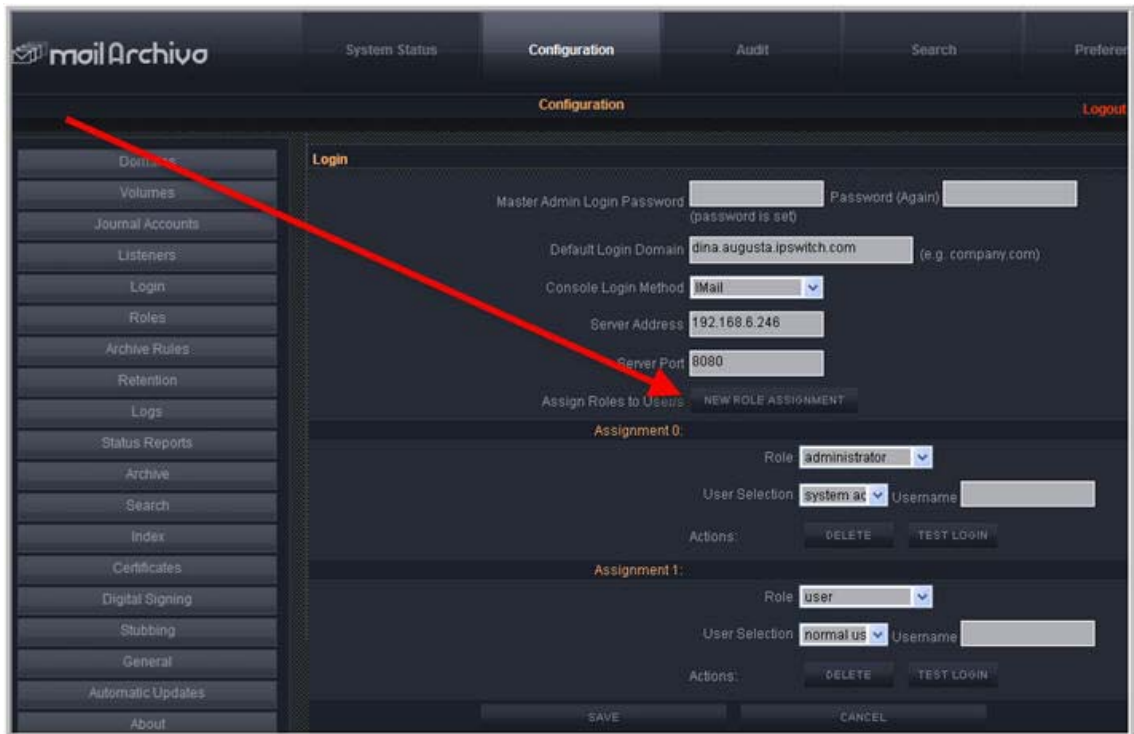 mailArchiva
System Status
Configuration
Audit
Search
Preferen
Configuration
Logout
Domains
Volumes
Journal Accounts
Listeners
Login
Roles
Archive Rules
Retention
Logs
Status Reports
Archive
Search
Index
Certificates
Digital Signing
Stubbing
General
Automatic Updates
About
Login
Master Admin Login Password Password (Again)
(password is set)
Default Login Domain dina.augusta.ipswitch.com (e.g. company.com)
Console Login Method IMail
Server Address 192.168.6.246
Server Port 8080
Assign Roles to Users NEW ROLE ASSIGNMENT
Assignment 0:
Role administrator
User Selection system ac Username
Actions: DELETE TEST LOGIN
Assignment 1:
Role user
User Selection normal us Username
Actions: DELETE TEST LOGIN
SAVE CANCEL